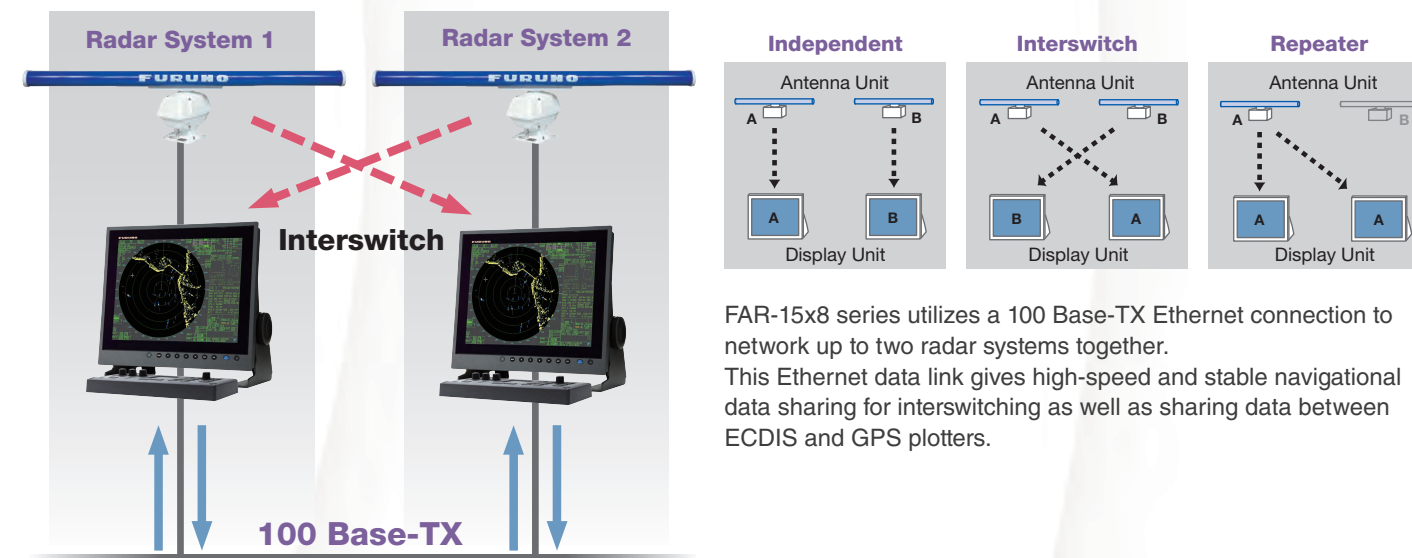 Radar System 1
Radar System 2
FURUNO
FURUNO
Interswitch
FURUNO
FURUNO
100 Base-TX
Independent
Antenna Unit
A
B
A
B
Display Unit
Interswitch
Antenna Unit
A
B
B
A
Display Unit
Repeater
Antenna Unit
A
B
A
A
Display Unit
FAR-15x8 series utilizes a 100 Base-TX Ethernet connection to
network up to two radar systems together.
This Ethernet data link gives high-speed and stable navigational
data sharing for interswitching as well as sharing data between
ECDIS and GPS plotters.